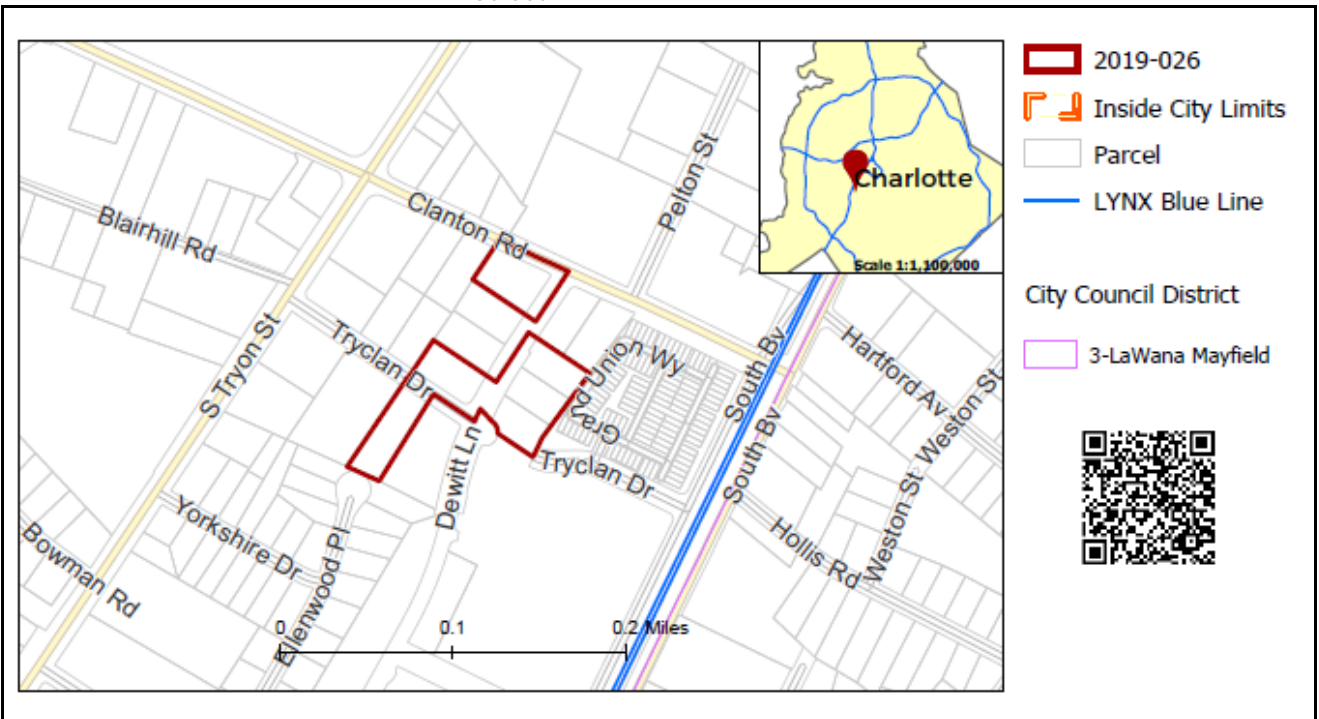 Blairhill Rd
Clanton Rd
Pelton St
Charlotte
Scale 1:1,100,000
S Tryon St
Tryclan Dr
Grand Union Wy
South Bv
South Bv
Hartford Av
Weston St
Weston St
Dewitt Ln
Tryclan Dr
Yorkshire Dr
Bowman Rd
Ellenwood Pl
Hollis Rd
0 0.1 0.2 Miles
2019-026
Inside City Limits
Parcel
LYNX Blue Line
City Council District
3-LaWana Mayfield